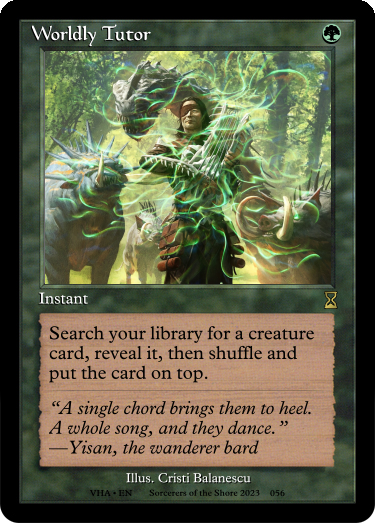 Worldly Tutor
Instant
Search your library for a creature
card, reveal it, then shuffle and
put the card on top.
“A single chord brings them to heel.
A whole song, and they dance.”
—Yisan, the wanderer bard
Illus. Cristi Balanescu
VHA • EN Sorcerers of the Shore 2023 056